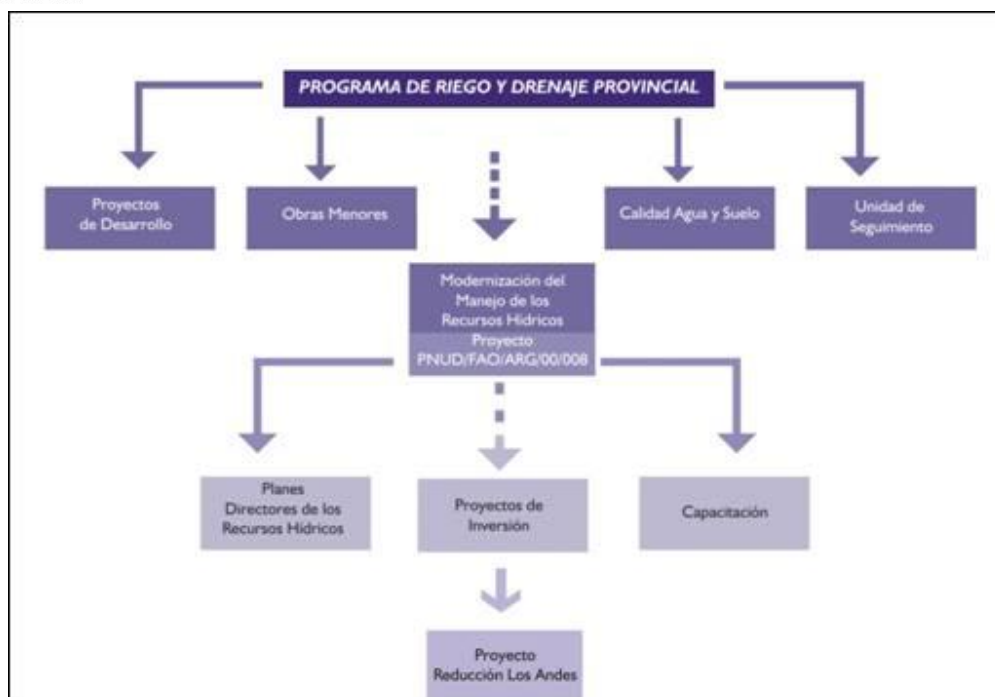 PROGRAMA DE RIEGO Y DRENAJE PROVINCIAL
Proyectos
de Desarrollo
Obras Menores
Calidad Agua y Suelo
Unidad de
Seguimiento
Modernización del
Manejo de los
Recursos Hídricos
Proyecto
PNUD/FAO/ARG/00/008
Planes
Directores de los
Recursos Hídricos
Proyectos de
Inversión
Capacitación
Proyecto
Reducción Los Andes